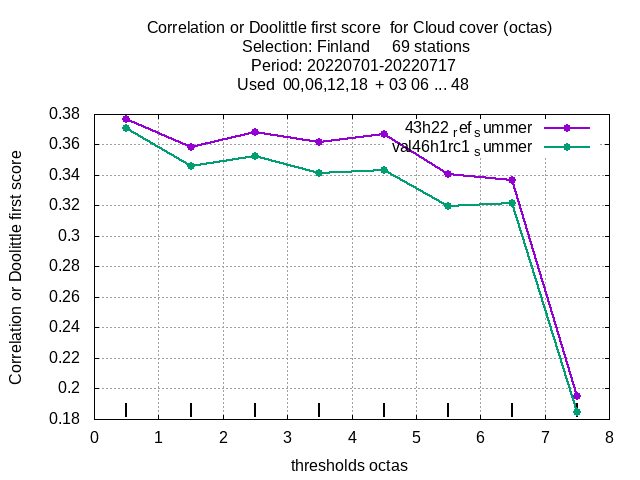 Correlation or Doolittle first score  for Cloud cover (octas)
Selection: Finland     69 stations
Period: 20220701-20220717
Used  00,06,12,18  + 03 06 ... 48
Correlation or Doolittle first score
0.38
0.36
0.34
0.32
0.3
0.28
0.26
0.24
0.22
0.2
0.18
43h22 ref summer
val46h1rc1 summer
0 1 2 3 4 5 6 7 8
thresholds octas